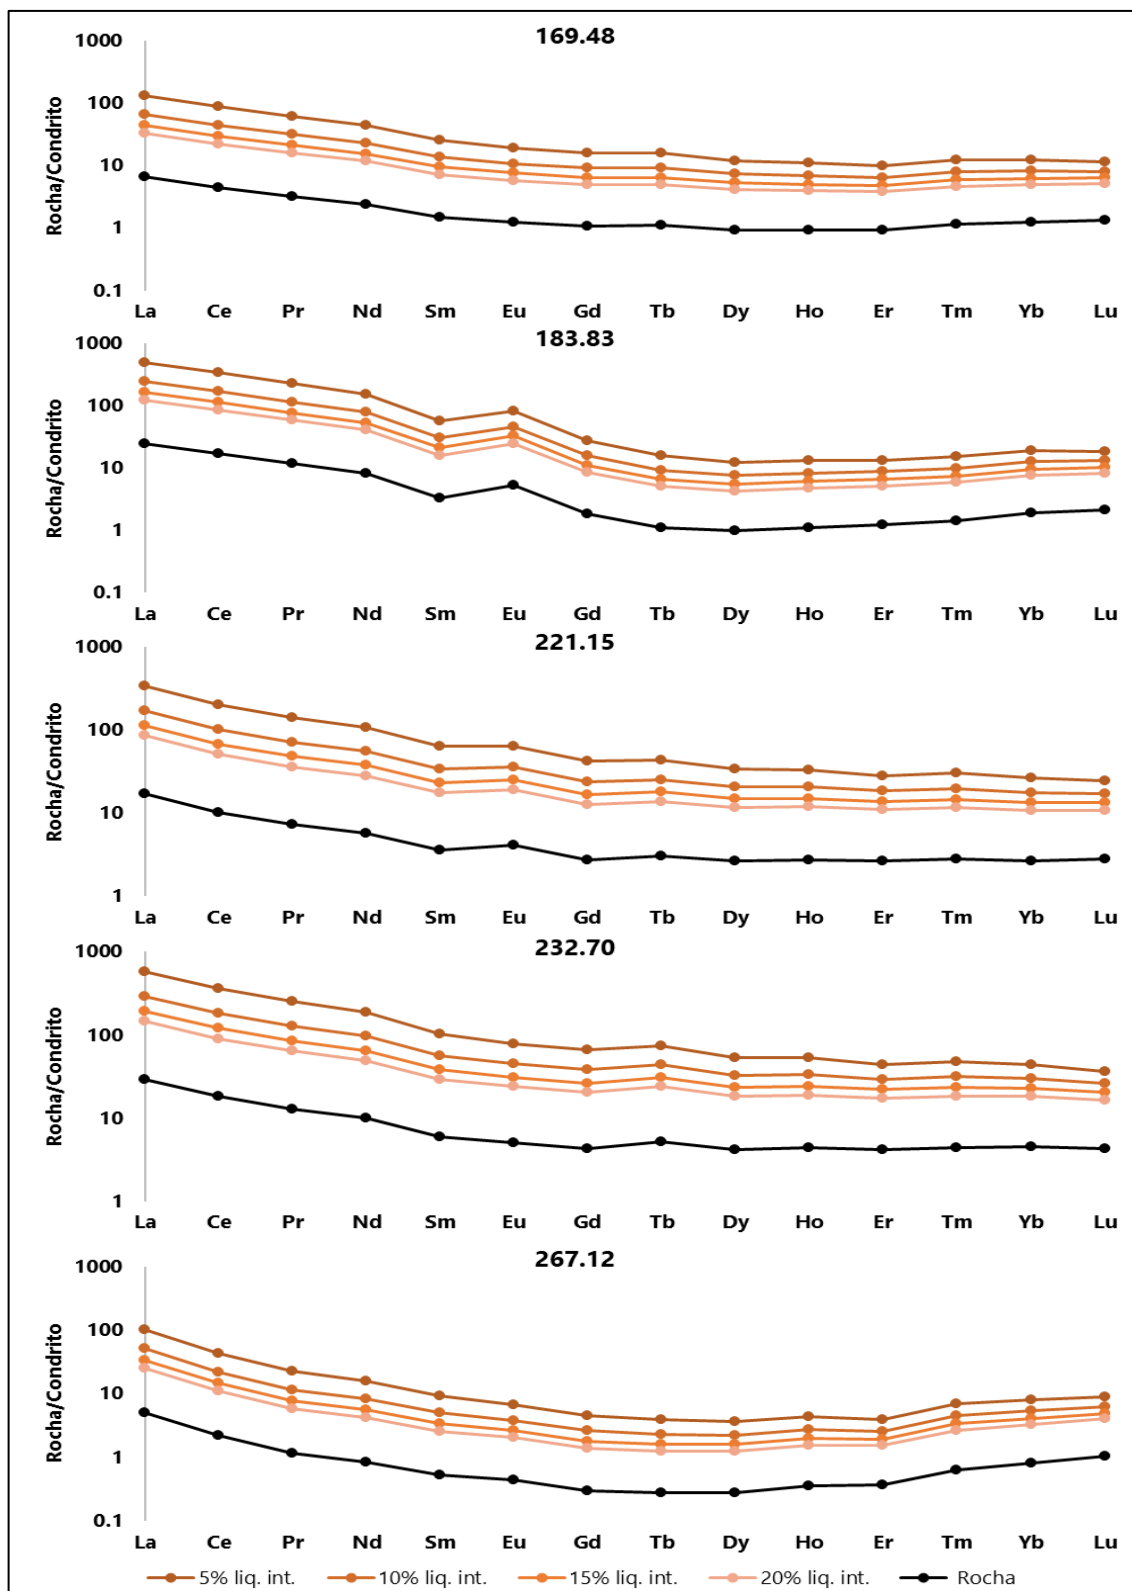 169.48
Rocha/Condrito
1000
100
10
1
0.1
La Ce Pr Nd Sm Eu Gd Tb Dy Ho Er Tm Yb Lu
183.83
Rocha/Condrito
1000
100
10
1
0.1
La Ce Pr Nd Sm Eu Gd Tb Dy Ho Er Tm Yb Lu
221.15
Rocha/Condrito
1000
100
10
1
La Ce Pr Nd Sm Eu Gd Tb Dy Ho Er Tm Yb Lu
232.70
Rocha/Condrito
1000
100
10
1
La Ce Pr Nd Sm Eu Gd Tb Dy Ho Er Tm Yb Lu
267.12
Rocha/Condrito
1000
100
10
1
0.1
La Ce Pr Nd Sm Eu Gd Tb Dy Ho Er Tm Yb Lu
5% liq. int. 10% liq. int. 15% liq. int. 20% liq. int. Rocha